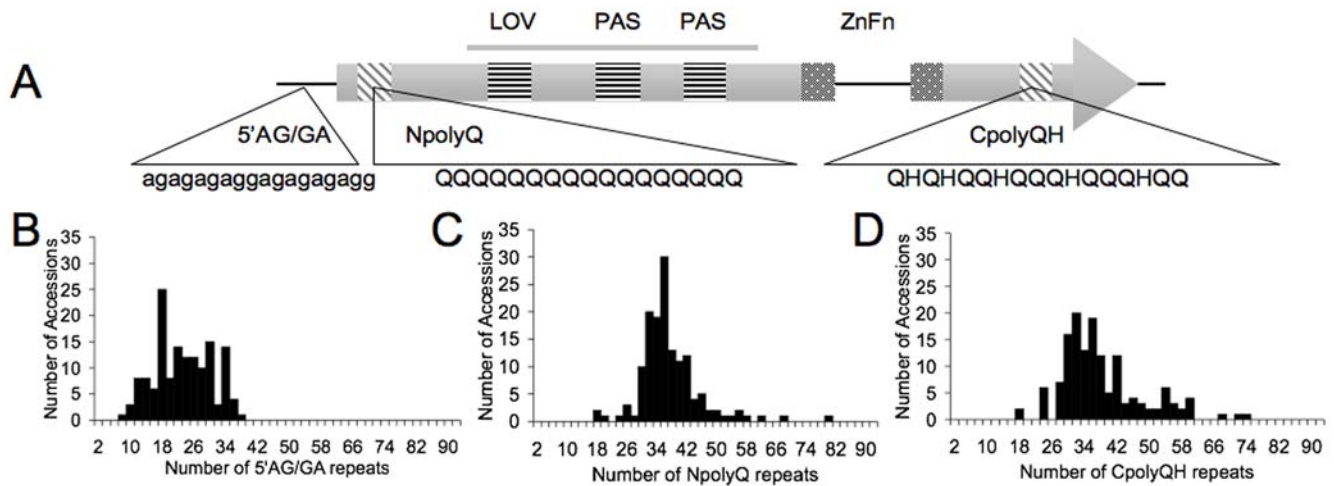 LOV PAS PAS ZnFn
A
5'AG/GA NpolyQ CpolyQH
agagagaggagagagagg QQQQQQQQQQQQQQQQQ QHQHQQHQQQHQQQHQQ
B
35
30
25
20
15
10
5
0
Number of Accessions
2 10 18 26 34 42 50 58 66 74 82 90
Number of 5'AG/GA repeats
C
35
30
25
20
15
10
5
0
Number of Accessions
2 10 18 26 34 42 50 58 66 74 82 90
Number of NpolyQ repeats
D
35
30
25
20
15
10
5
0
Number of Accessions
2 10 18 26 34 42 50 58 66 74 82 90
Number of CpolyQH repeats